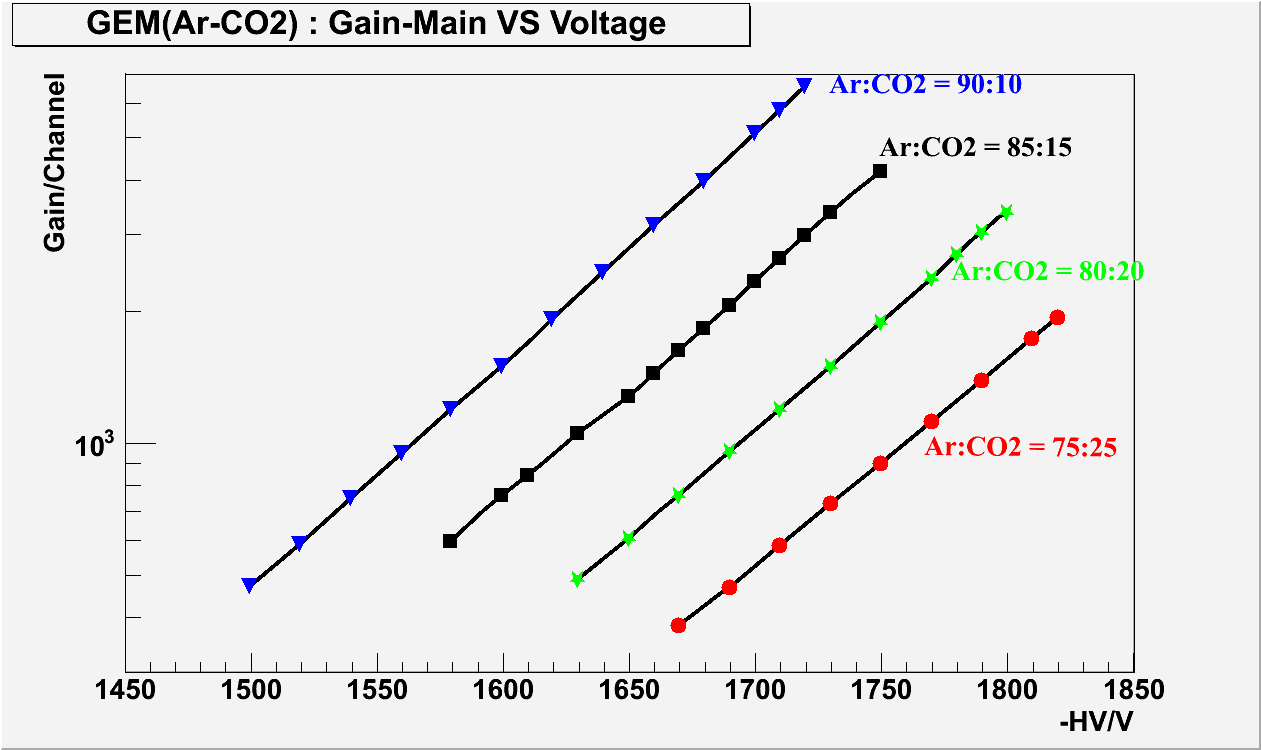 GEM(Ar-CO2) : Gain-Main VS Voltage
Gain/Channel
Ar:CO2 = 90:10
Ar:CO2 = 85:15
Ar:CO2 = 80:20
Ar:CO2 = 75:25
10³
1450 1500 1550 1600 1650 1700 1750 1800 1850
-HV/V